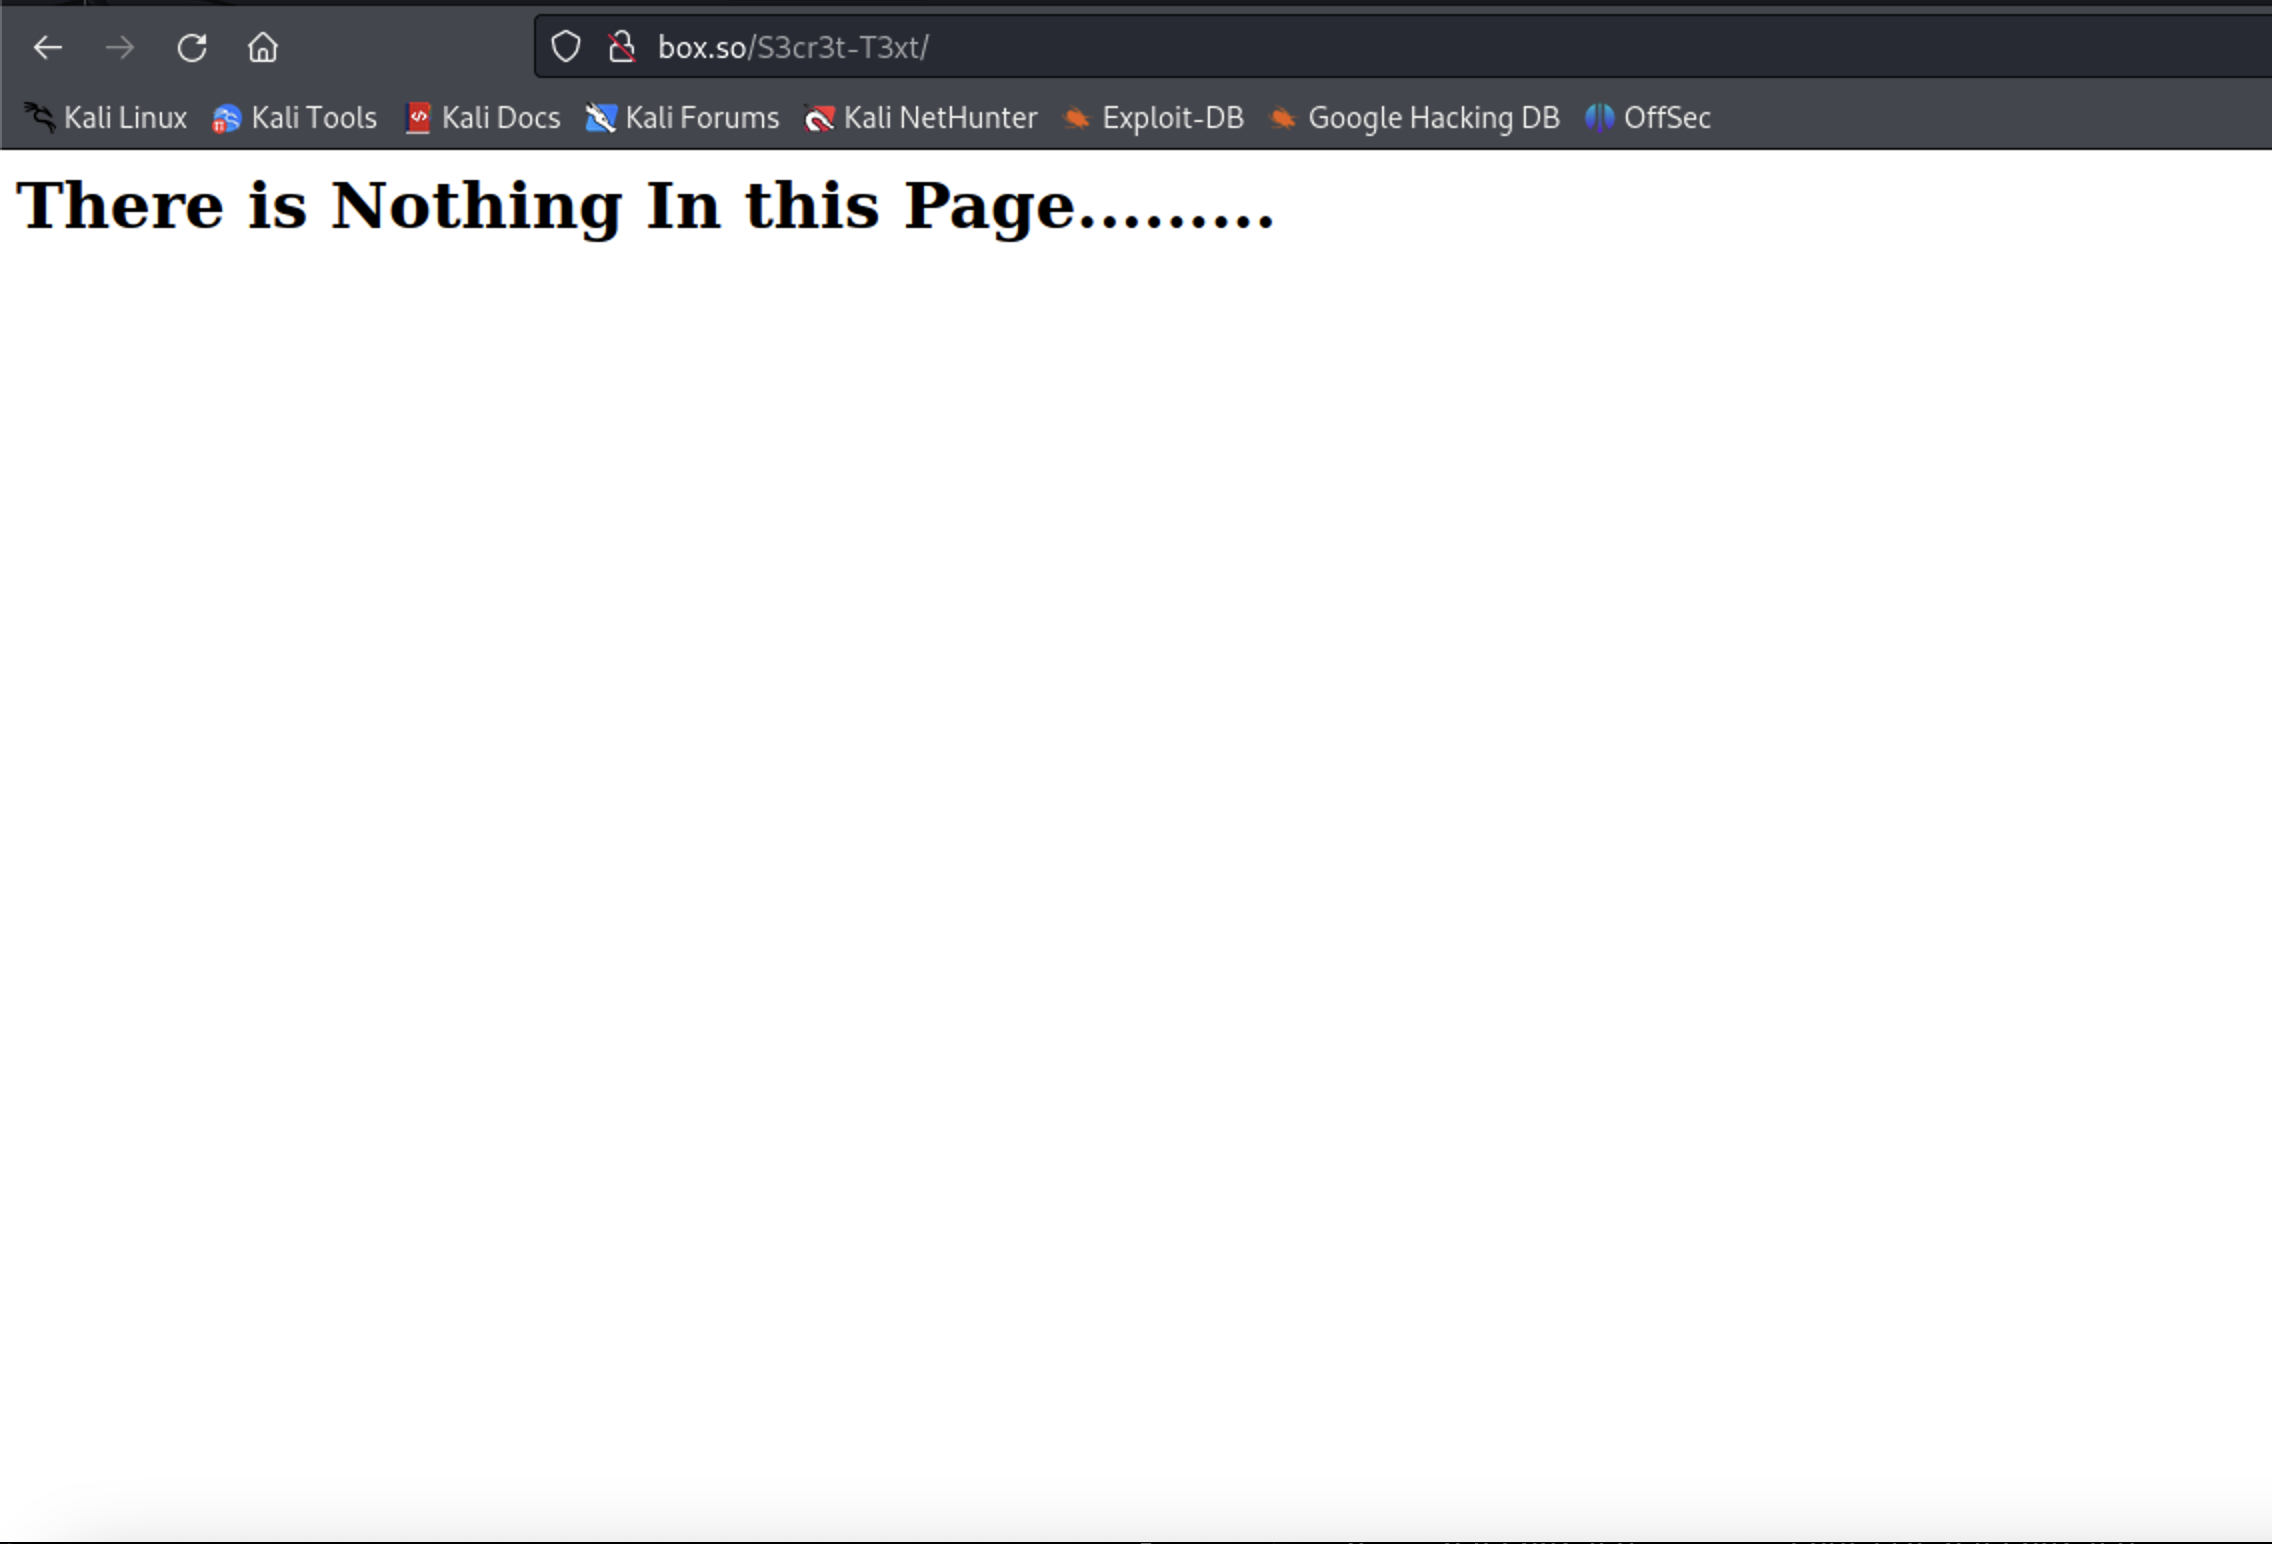 box.so/S3cr3t-T3xt/
Kali Linux Kali Tools Kali Docs Kali Forums Kali NetHunter Exploit-DB Google Hacking DB OffSec
There is Nothing In this Page.........